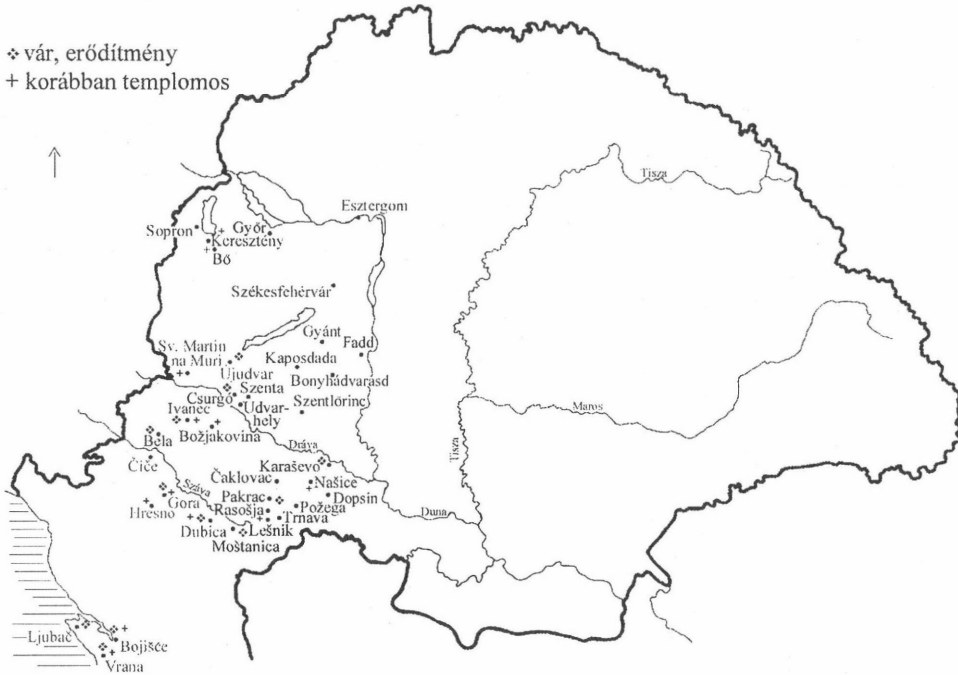 ❖ vár, erődítmény
+ korábban templomos
Tisza
Esztergom
Sopron
Győr
Keresztény
Bő
Székesfehérvár
Gyánt
Fadd
Sv. Martin
na Muri
Kaposdada
Újudvar
Bonyhádvarasd
Csurgó
Szenta
Szentlőrinc
Udvar-
hely
Ivanec
Božjakovina
Maros
Tisza
Bela
Dráva
Čiče
Karaševo
Čaklovac
Našice
Száva
Dopsin
Pakrac
Gora
Rasošja
Požega
Hresno
Trnava
Duna
Dubica
Lešnik
Moštanica
Ljubač
Bojišće
Vrana